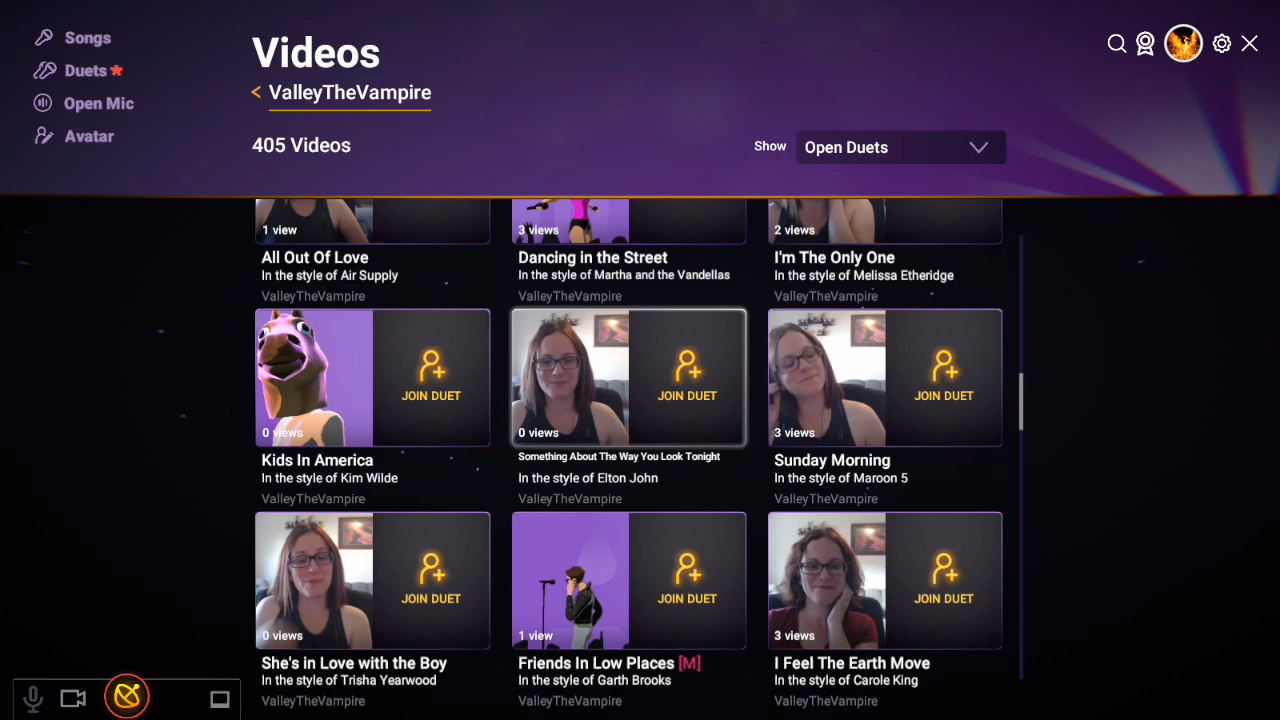 Songs
Duets *
Open Mic
Avatar
Videos
< ValleyTheVampire
405 Videos
Show
Open Duets
1 view
3 views
2 views
All Out Of Love
In the style of Air Supply
ValleyTheVampire
Dancing in the Street
In the style of Martha and the Vandellas
ValleyTheVampire
I'm The Only One
In the style of Melissa Etheridge
ValleyTheVampire
JOIN DUET
0 views
Kids In America
In the style of Kim Wilde
ValleyTheVampire
JOIN DUET
0 views
Something About The Way You Look Tonight
In the style of Elton John
ValleyTheVampire
JOIN DUET
3 views
Sunday Morning
In the style of Maroon 5
ValleyTheVampire
JOIN DUET
0 views
She's in Love with the Boy
In the style of Trisha Yearwood
ValleyTheVampire
JOIN DUET
1 view
Friends In Low Places [M]
In the style of Garth Brooks
ValleyTheVampire
JOIN DUET
3 views
I Feel The Earth Move
In the style of Carole King
ValleyTheVampire